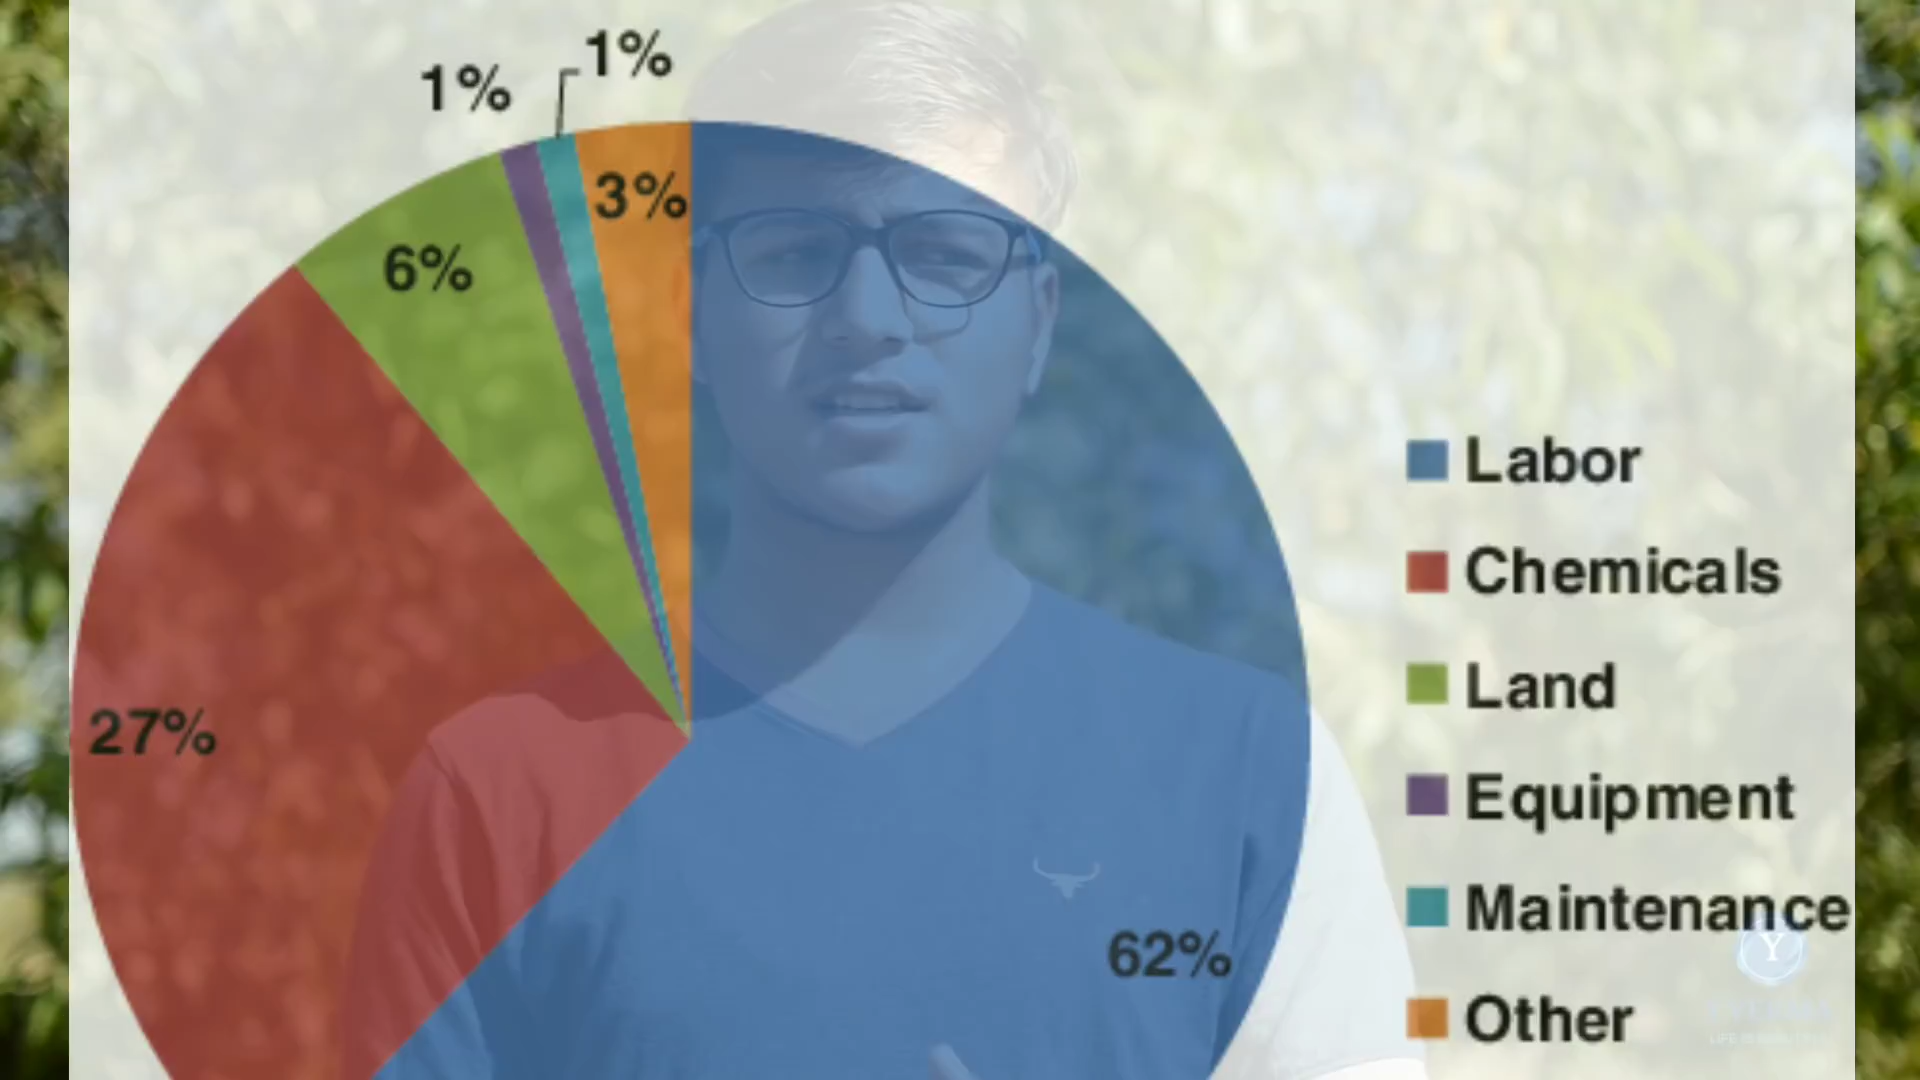 1%
1%
3%
6%
27%
62%
Labor
Chemicals
Land
Equipment
Maintenance
Other
Y